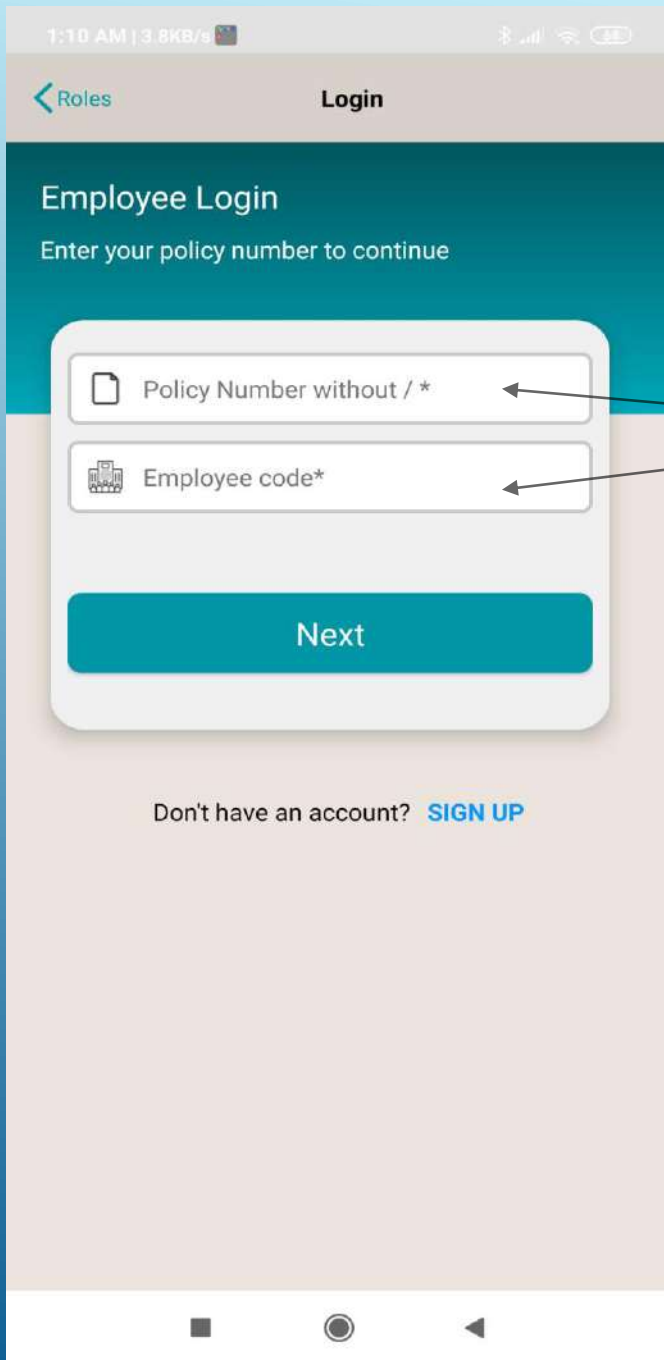 1:10 AM | 3.8KB/s
Roles
Login
Employee Login
Enter your policy number to continue
Policy Number without / *
Employee code*
Next
Don't have an account? SIGN UP